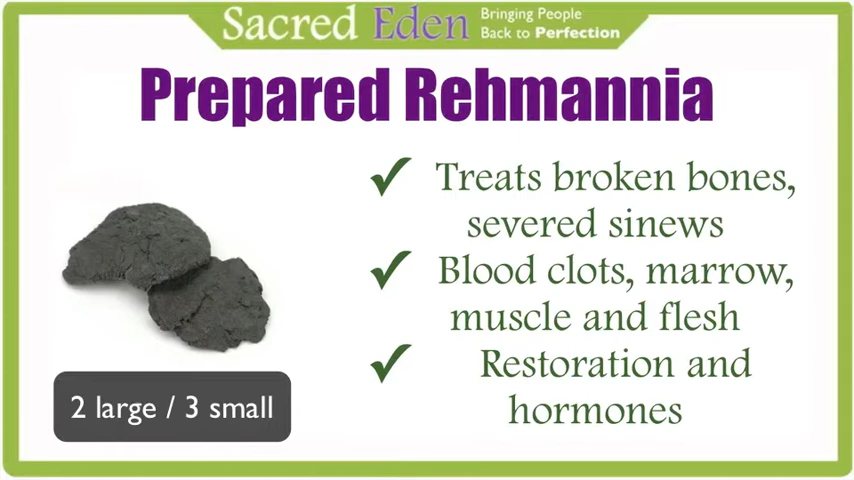 Sacred Eden
Bringing People
Back to Perfection
Prepared Rehmannia
✓ Treats broken bones,
severed sinews
✓ Blood clots, marrow,
muscle and flesh
✓ Restoration and
hormones
2 large / 3 small